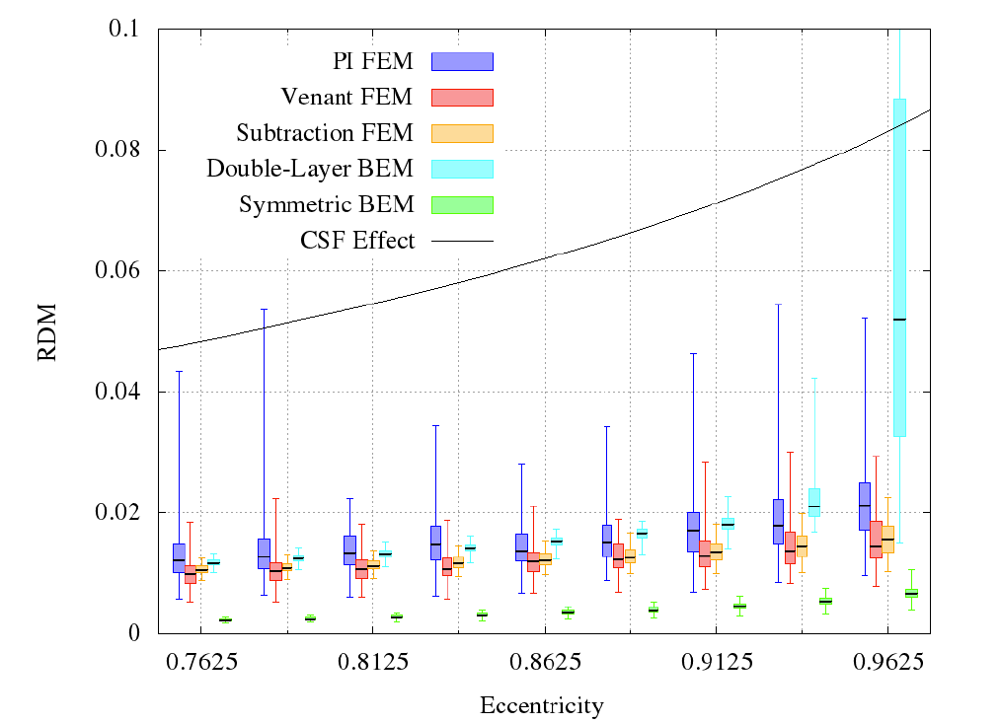 0.1
0.08
0.06
0.04
0.02
0
RDM
PI FEM
Venant FEM
Subtraction FEM
Double-Layer BEM
Symmetric BEM
CSF Effect
0.7625 0.8125 0.8625 0.9125 0.9625
Eccentricity